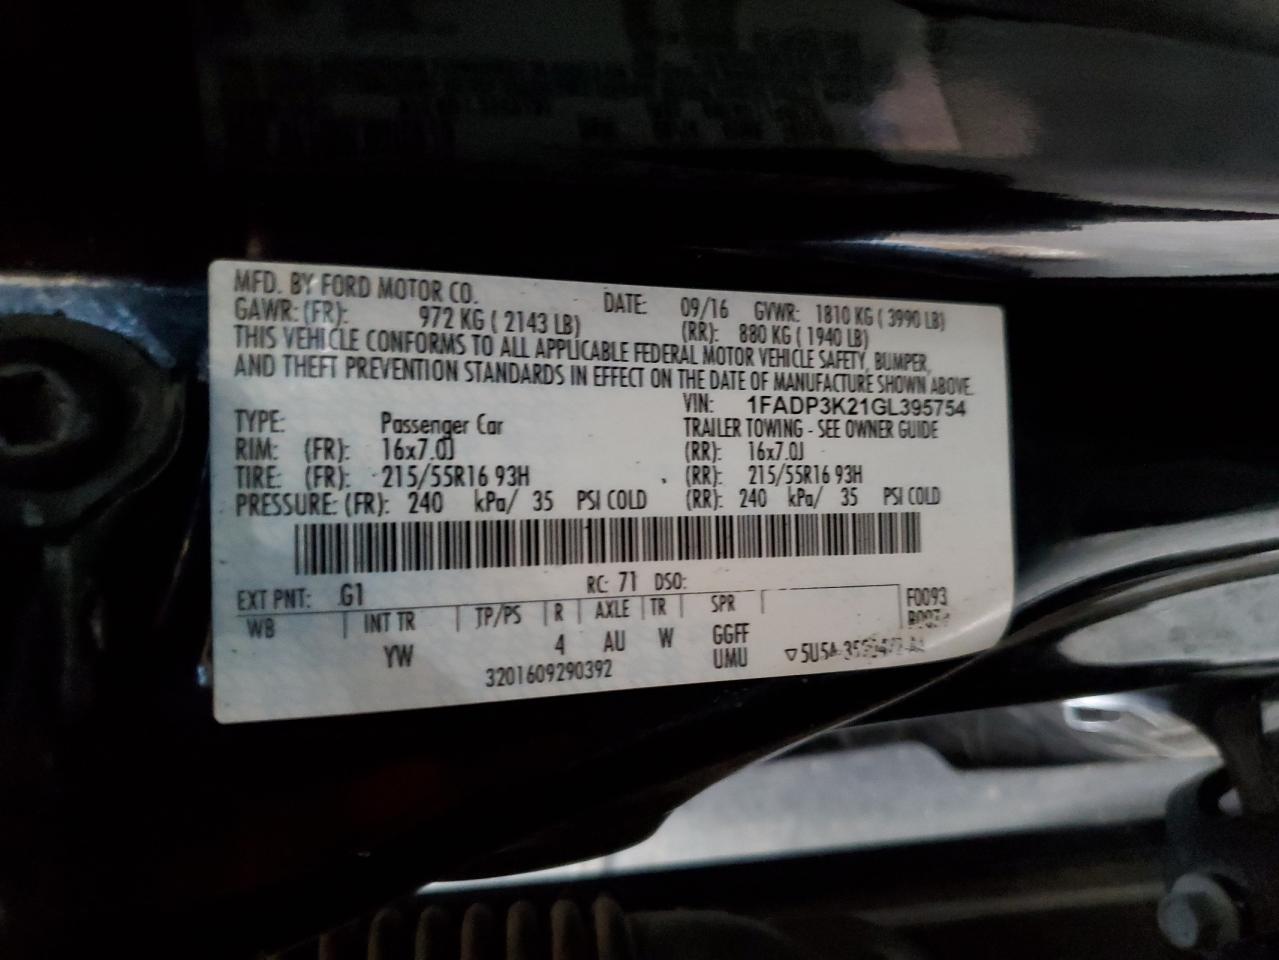 MFD. BY FORD MOTOR CO. DATE: 09/16 GVWR: 1810 KG ( 3990 LB)
GAWR: (FR): 972 KG ( 2143 LB) (RR): 880 KG ( 1940 LB)
THIS VEHICLE CONFORMS TO ALL APPLICABLE FEDERAL MOTOR VEHICLE SAFETY, BUMPER,
AND THEFT PREVENTION STANDARDS IN EFFECT ON THE DATE OF MANUFACTURE SHOWN ABOVE.
VIN: 1FADP3K21GL395754
TYPE: Passenger Car TRAILER TOWING - SEE OWNER GUIDE
RIM: (FR): 16x7.0J (RR): 16x7.0J
TIRE: (FR): 215/55R16 93H (RR): 215/55R16 93H
PRESSURE: (FR): 240 kPa/ 35 PSI COLD (RR): 240 kPa/ 35 PSI COLD
EXT PNT: G1 RC: 71 DSO: F0093
WB INT TR TP/PS R AXLE TR SPR
YW 4 AU W GGFF
UMU
3201609290392